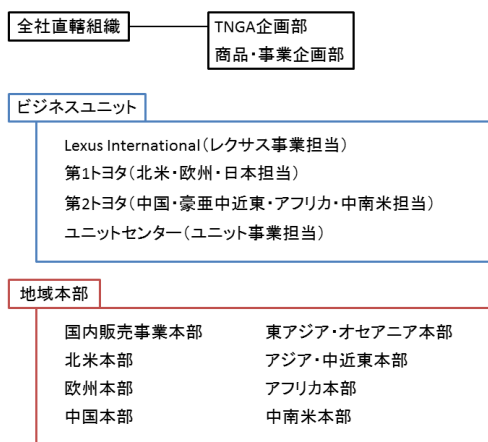 全社直轄組織
TNGA企画部
商品・事業企画部
ビジネスユニット
Lexus International(レクサス事業担当)
第1トヨタ(北米・欧州・日本担当)
第2トヨタ(中国・豪亜中近東・アフリカ・中南米担当)
ユニットセンター(ユニット事業担当)
地域本部
国内販売事業本部
東アジア・オセアニア本部
北米本部
アジア・中近東本部
欧州本部
アフリカ本部
中国本部
中南米本部